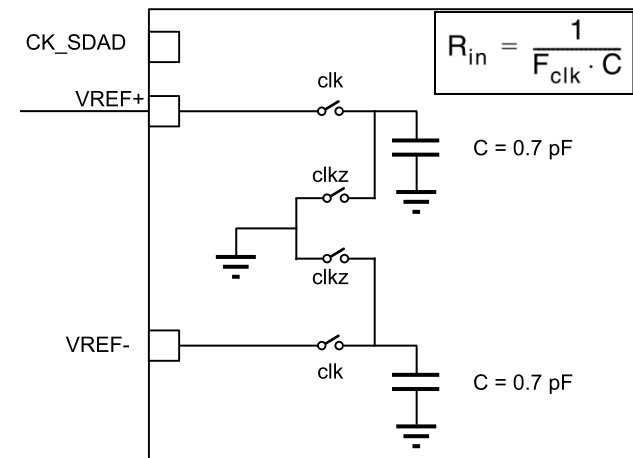 CK_SDAD
R_in = 1 / (F_clk · C)
clk
VREF+
C = 0.7 pF
clkz
clkz
VREF-
clk
C = 0.7 pF